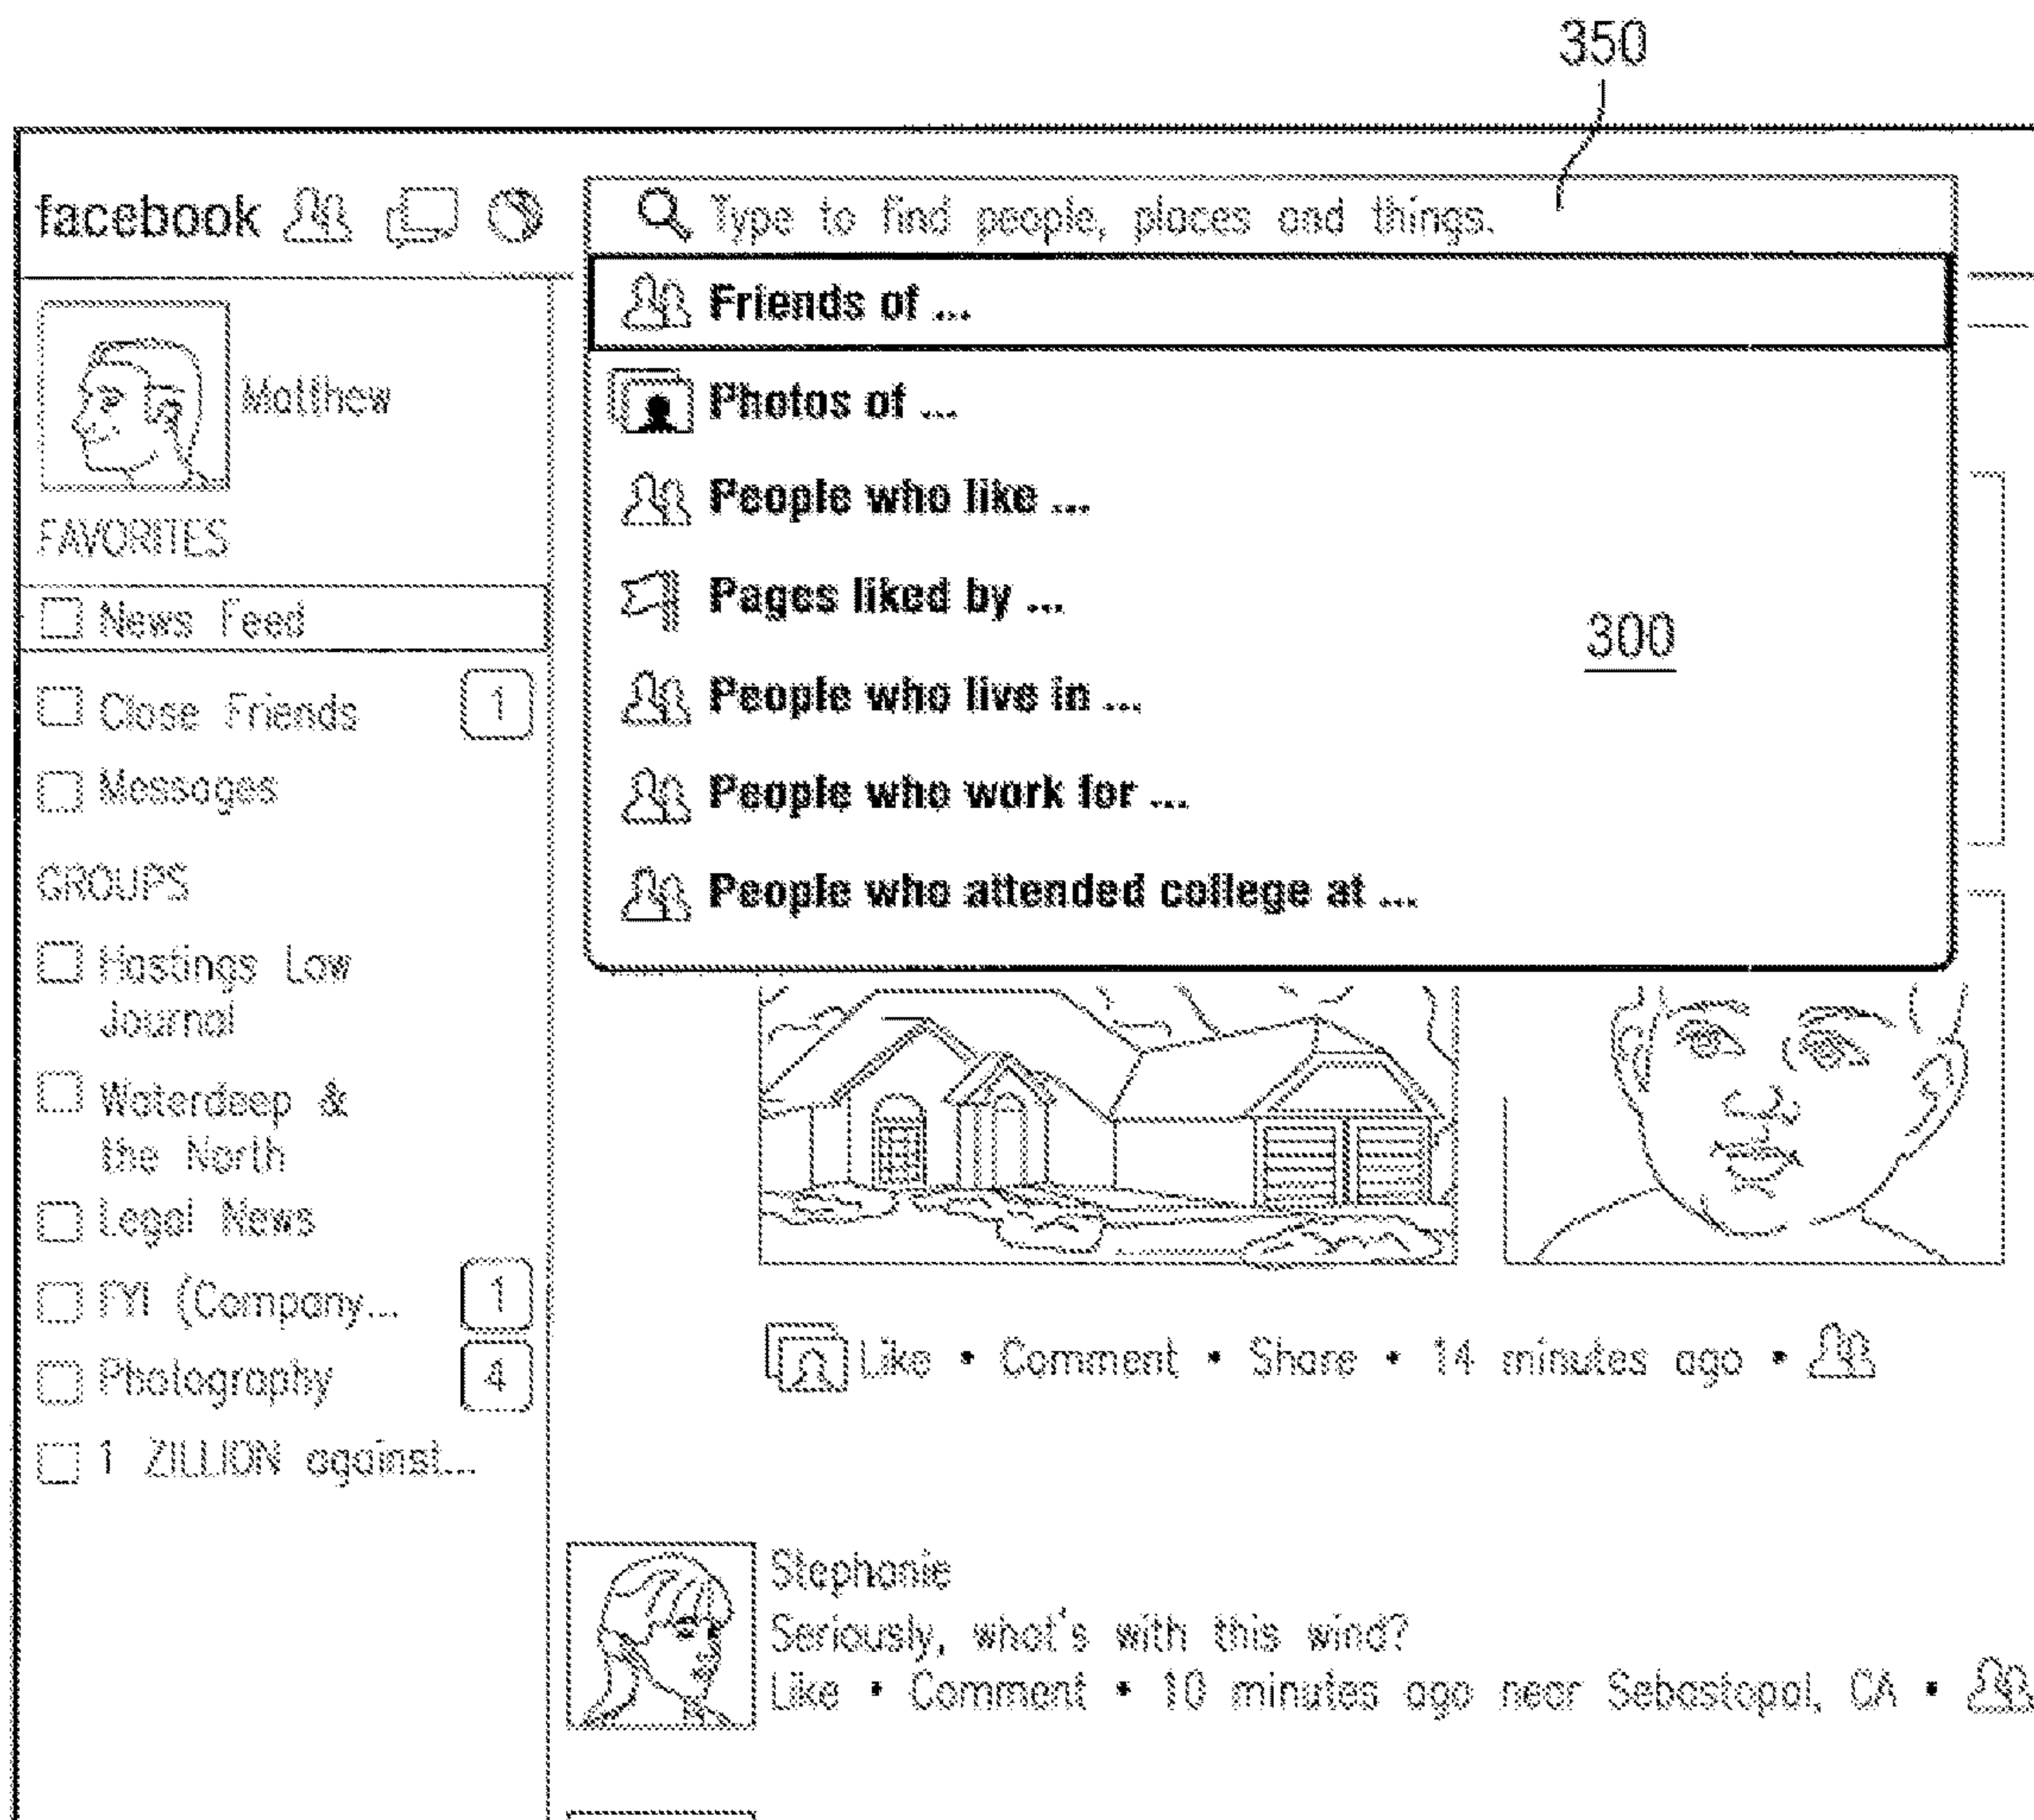 350
facebook
Type to find people, places and things.
Friends of ...
Photos of ...
People who like ...
Pages liked by ...
300
People who live in ...
People who work for ...
People who attended college at ...
Matthew
FAVORITES
News Feed
Close Friends 1
Messages
GROUPS
Hastings Law
Journal
Waterdeep &
the North
Legal News
FYI (Company... 1
Photography 4
1 ZILLION against...
Like • Comment • Share • 14 minutes ago •
Stephanie
Seriously, what's with this wind?
Like • Comment • 10 minutes ago near Sebastopol, CA •